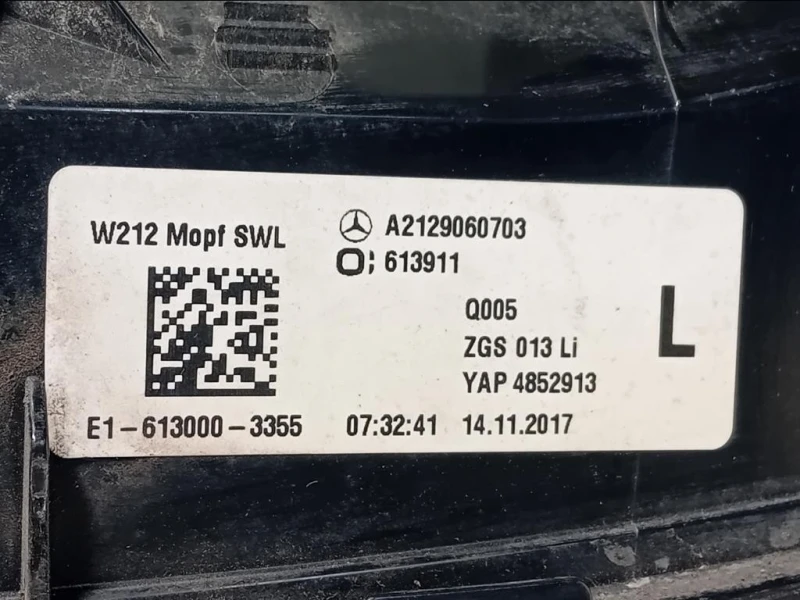 W212 Mopf SWL
A2129060703
O; 613911
Q005
L
ZGS 013 Li
YAP 4852913
E1-613000-3355 07:32:41 14.11.2017